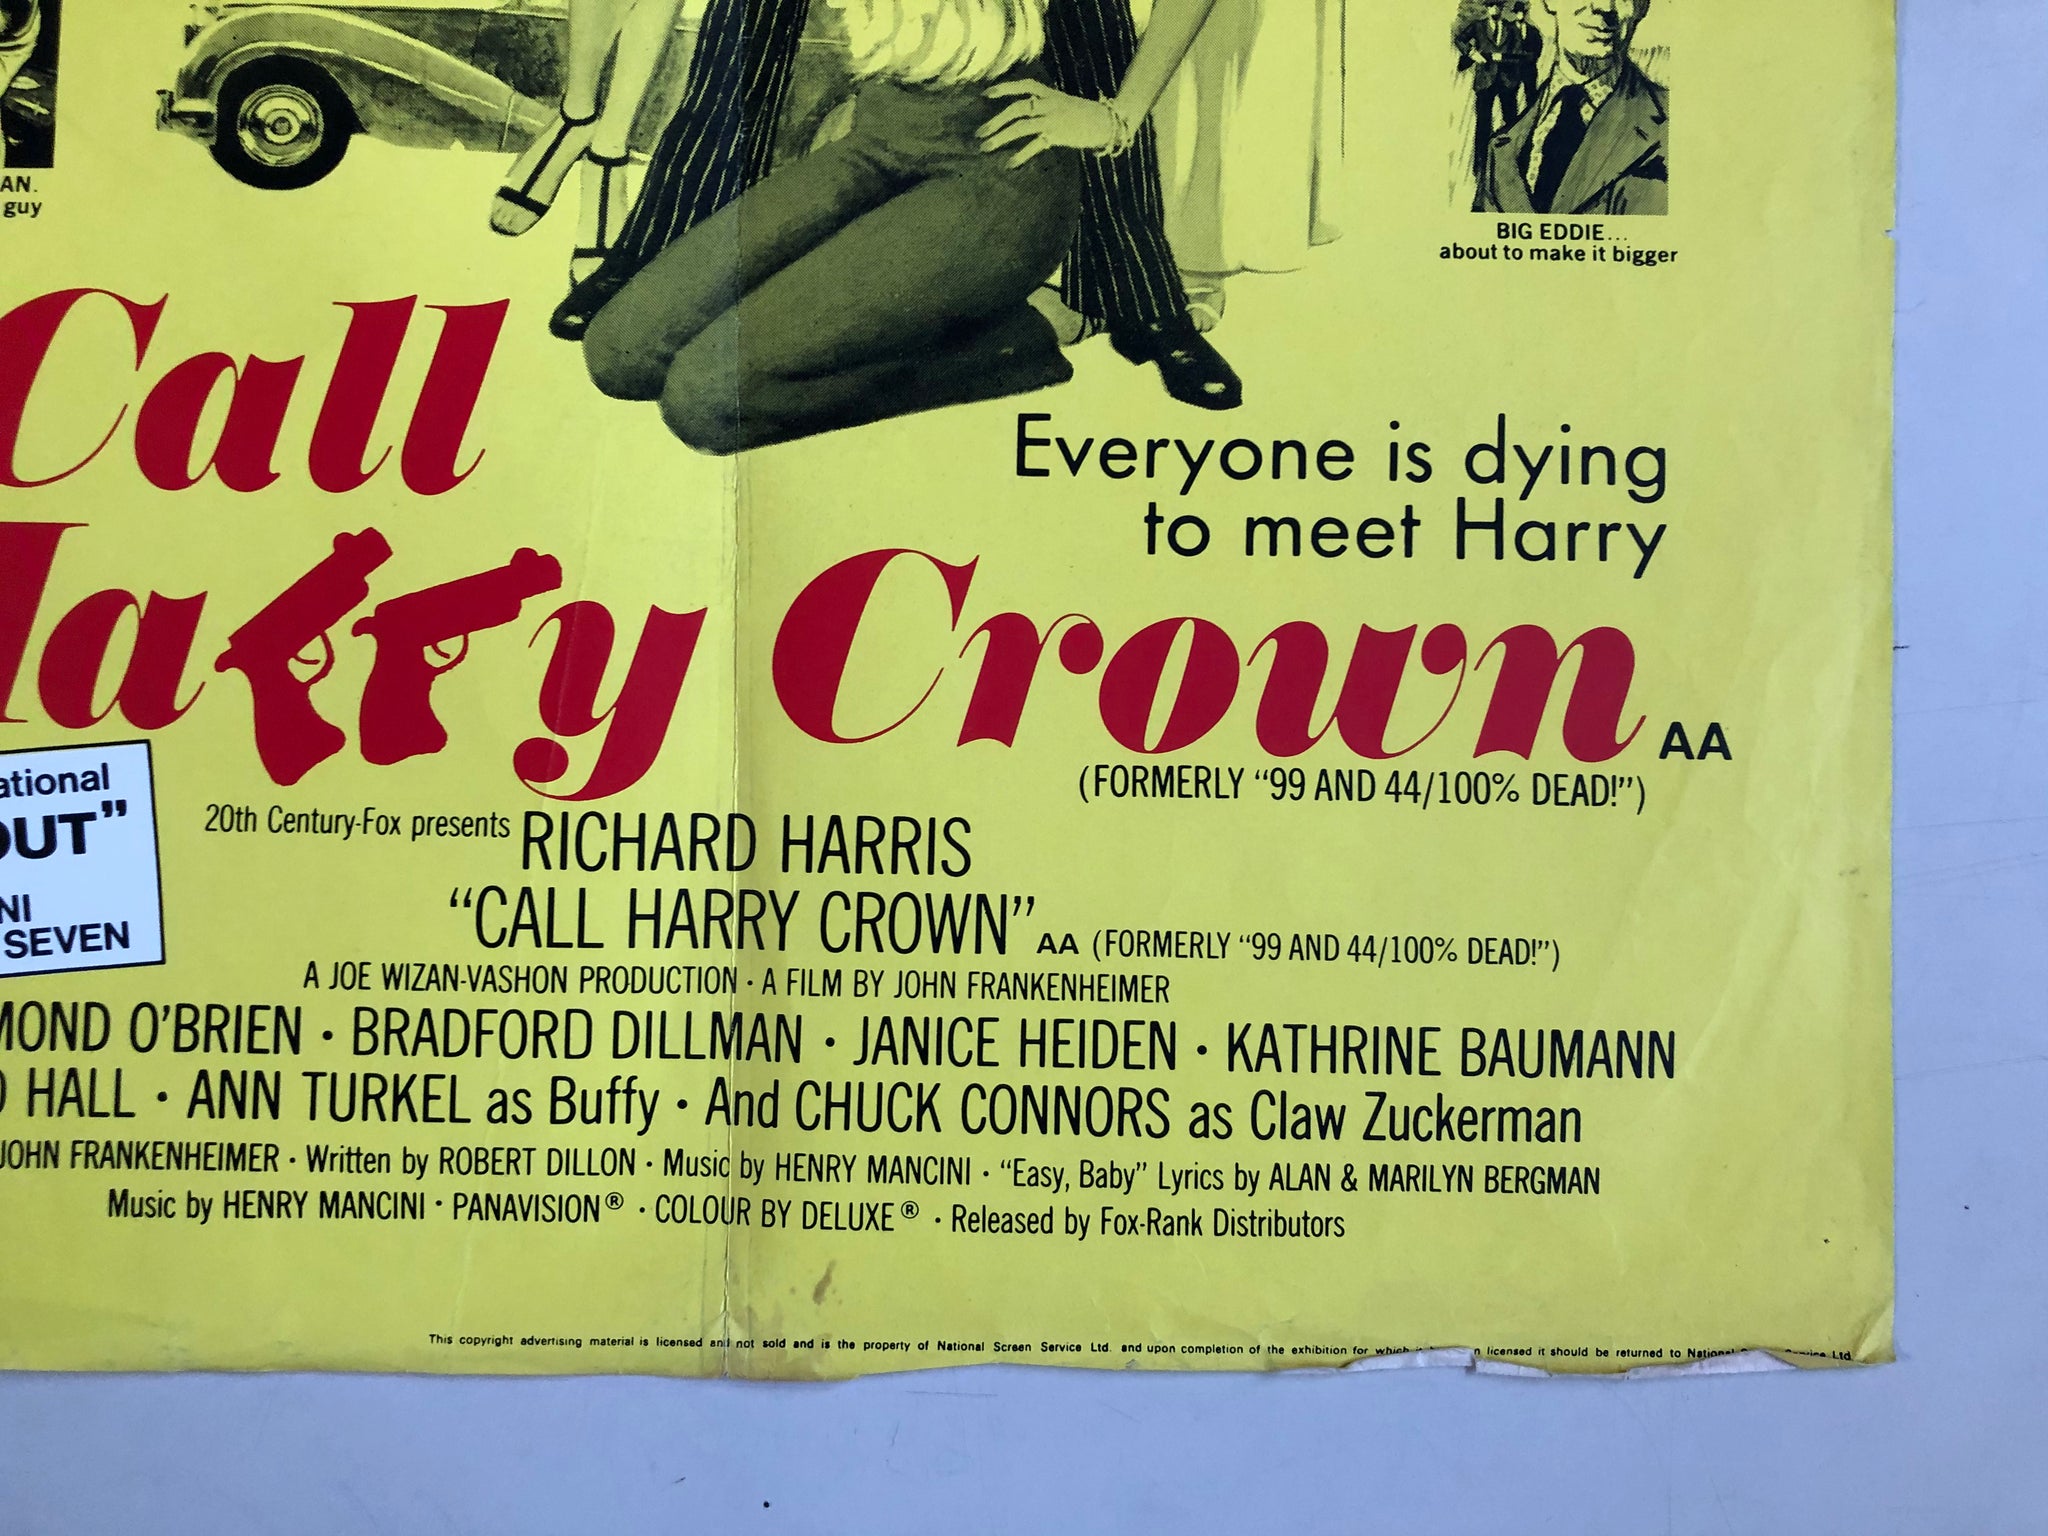 AN.
guy
BIG EDDIE...
about to make it bigger
Call
Everyone is dying
to meet Harry
Harry Crown AA
(FORMERLY "99 AND 44/100% DEAD!")
ational
OUT"
NI
SEVEN
20th Century-Fox presents RICHARD HARRIS
"CALL HARRY CROWN" AA (FORMERLY "99 AND 44/100% DEAD!")
A JOE WIZAN-VASHON PRODUCTION · A FILM BY JOHN FRANKENHEIMER
MOND O'BRIEN · BRADFORD DILLMAN · JANICE HEIDEN · KATHRINE BAUMANN
HALL · ANN TURKEL as Buffy · And CHUCK CONNORS as Claw Zuckerman
JOHN FRANKENHEIMER · Written by ROBERT DILLON · Music by HENRY MANCINI · "Easy, Baby" Lyrics by ALAN & MARILYN BERGMAN
Music by HENRY MANCINI · PANAVISION® · COLOUR BY DELUXE® · Released by Fox-Rank Distributors
This copyright advertising material is licensed and not sold and is the property of National Screen Service Ltd. and upon completion of the exhibition for which licensed it should be returned to National Service Ltd.